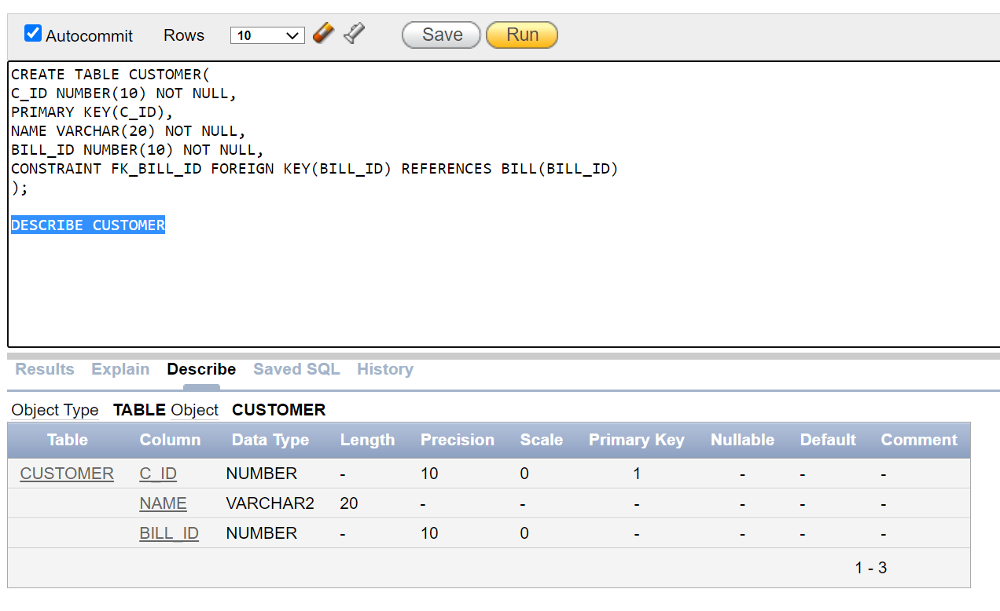 Autocommit Rows 10 Save Run
CREATE TABLE CUSTOMER(
C_ID NUMBER(10) NOT NULL,
PRIMARY KEY(C_ID),
NAME VARCHAR(20) NOT NULL,
BILL_ID NUMBER(10) NOT NULL,
CONSTRAINT FK_BILL_ID FOREIGN KEY(BILL_ID) REFERENCES BILL(BILL_ID)
);
DESCRIBE CUSTOMER
Results Explain Describe Saved SQL History
Object Type TABLE Object CUSTOMER
Table Column Data Type Length Precision Scale Primary Key Nullable Default Comment
CUSTOMER C_ID NUMBER - 10 0 1 - - -
NAME VARCHAR2 20 - - - - - -
BILL_ID NUMBER - 10 0 - - - -
1 - 3